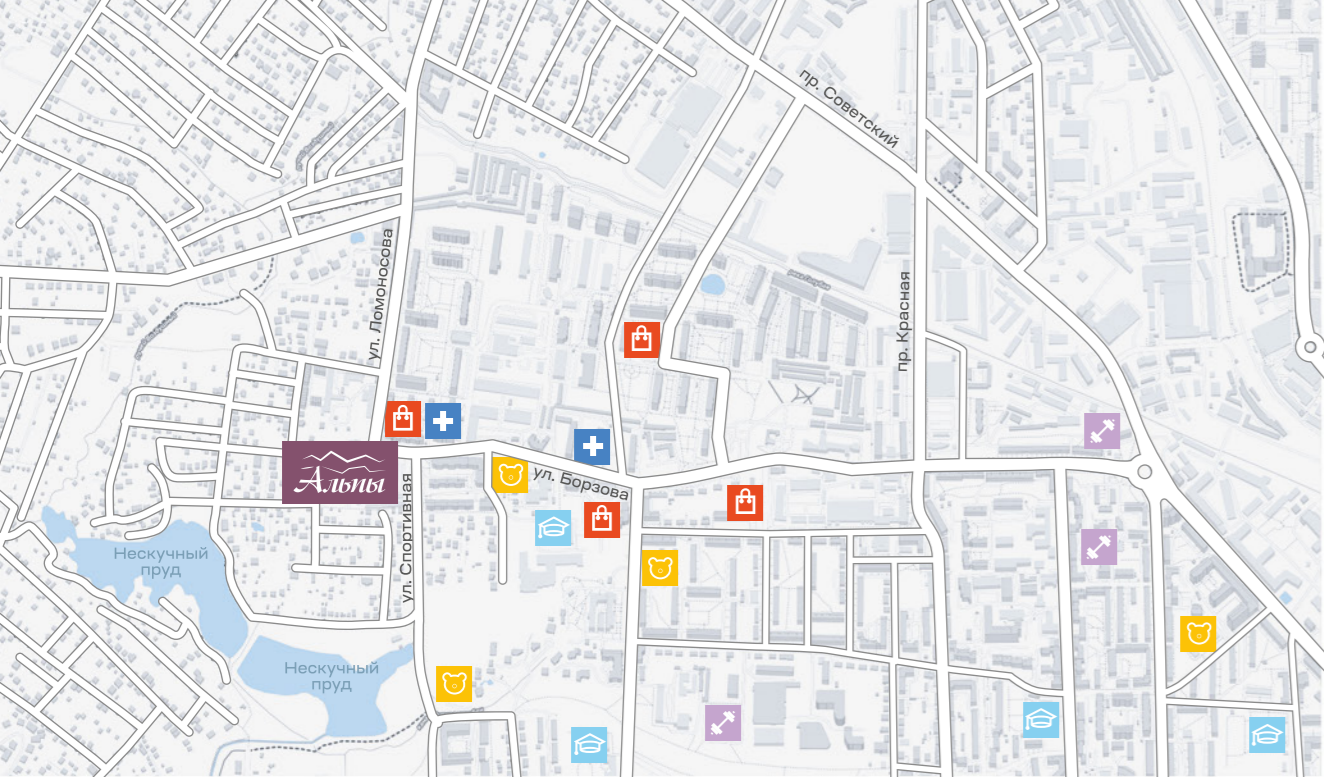 пр. Советский
ул. Ломоносова
пр. Красная
Альпы
ул. Борзова
ул. Спортивная
Нескучный
пруд
Нескучный
пруд